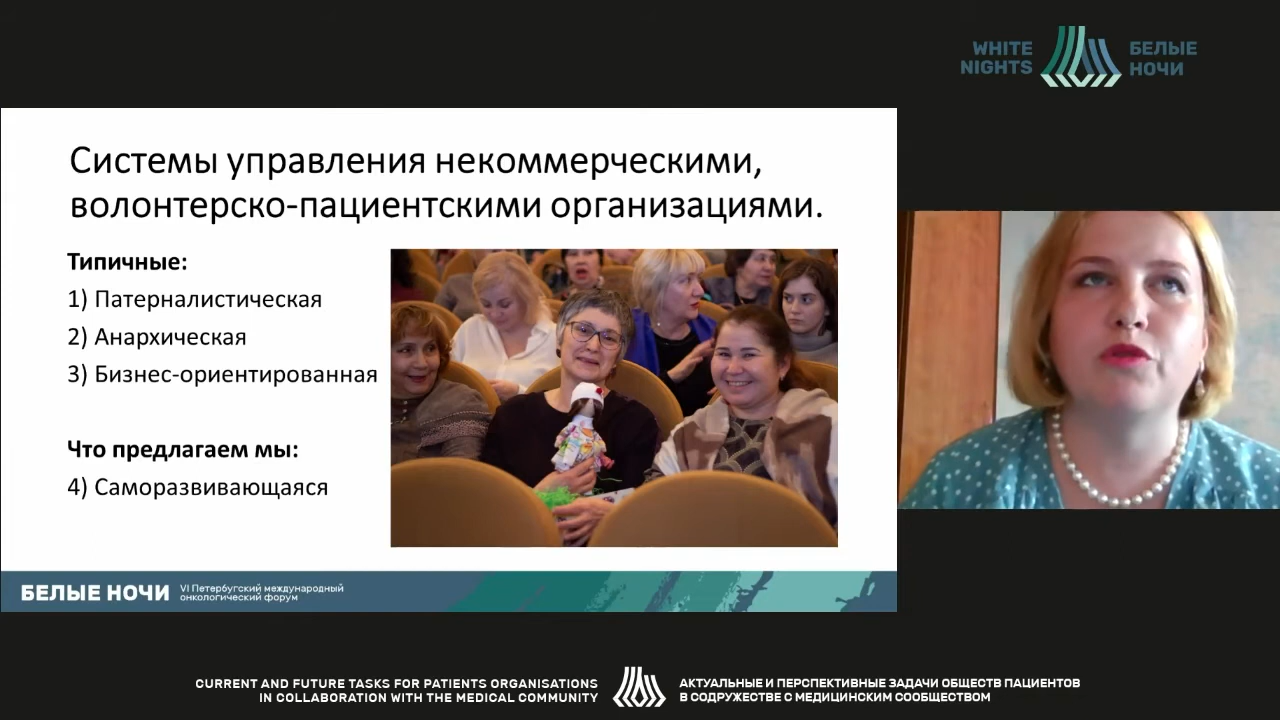 WHITE
NIGHTS
БЕЛЫЕ
НОЧИ
Системы управления некоммерческими,
волонтерско-пациентскими организациями.
Типичные:
1) Патерналистическая
2) Анархическая
3) Бизнес-ориентированная
Что предлагаем мы:
4) Саморазвивающаяся
БЕЛЫЕ НОЧИ
VI Петербугский международный
онкологический форум
CURRENT AND FUTURE TASKS FOR PATIENTS ORGANISATIONS
IN COLLABORATION WITH THE MEDICAL COMMUNITY
АКТУАЛЬНЫЕ И ПЕРСПЕКТИВНЫЕ ЗАДАЧИ ОБЩЕСТВ ПАЦИЕНТОВ
В СОДРУЖЕСТВЕ С МЕДИЦИНСКИМ СООБЩЕСТВОМ